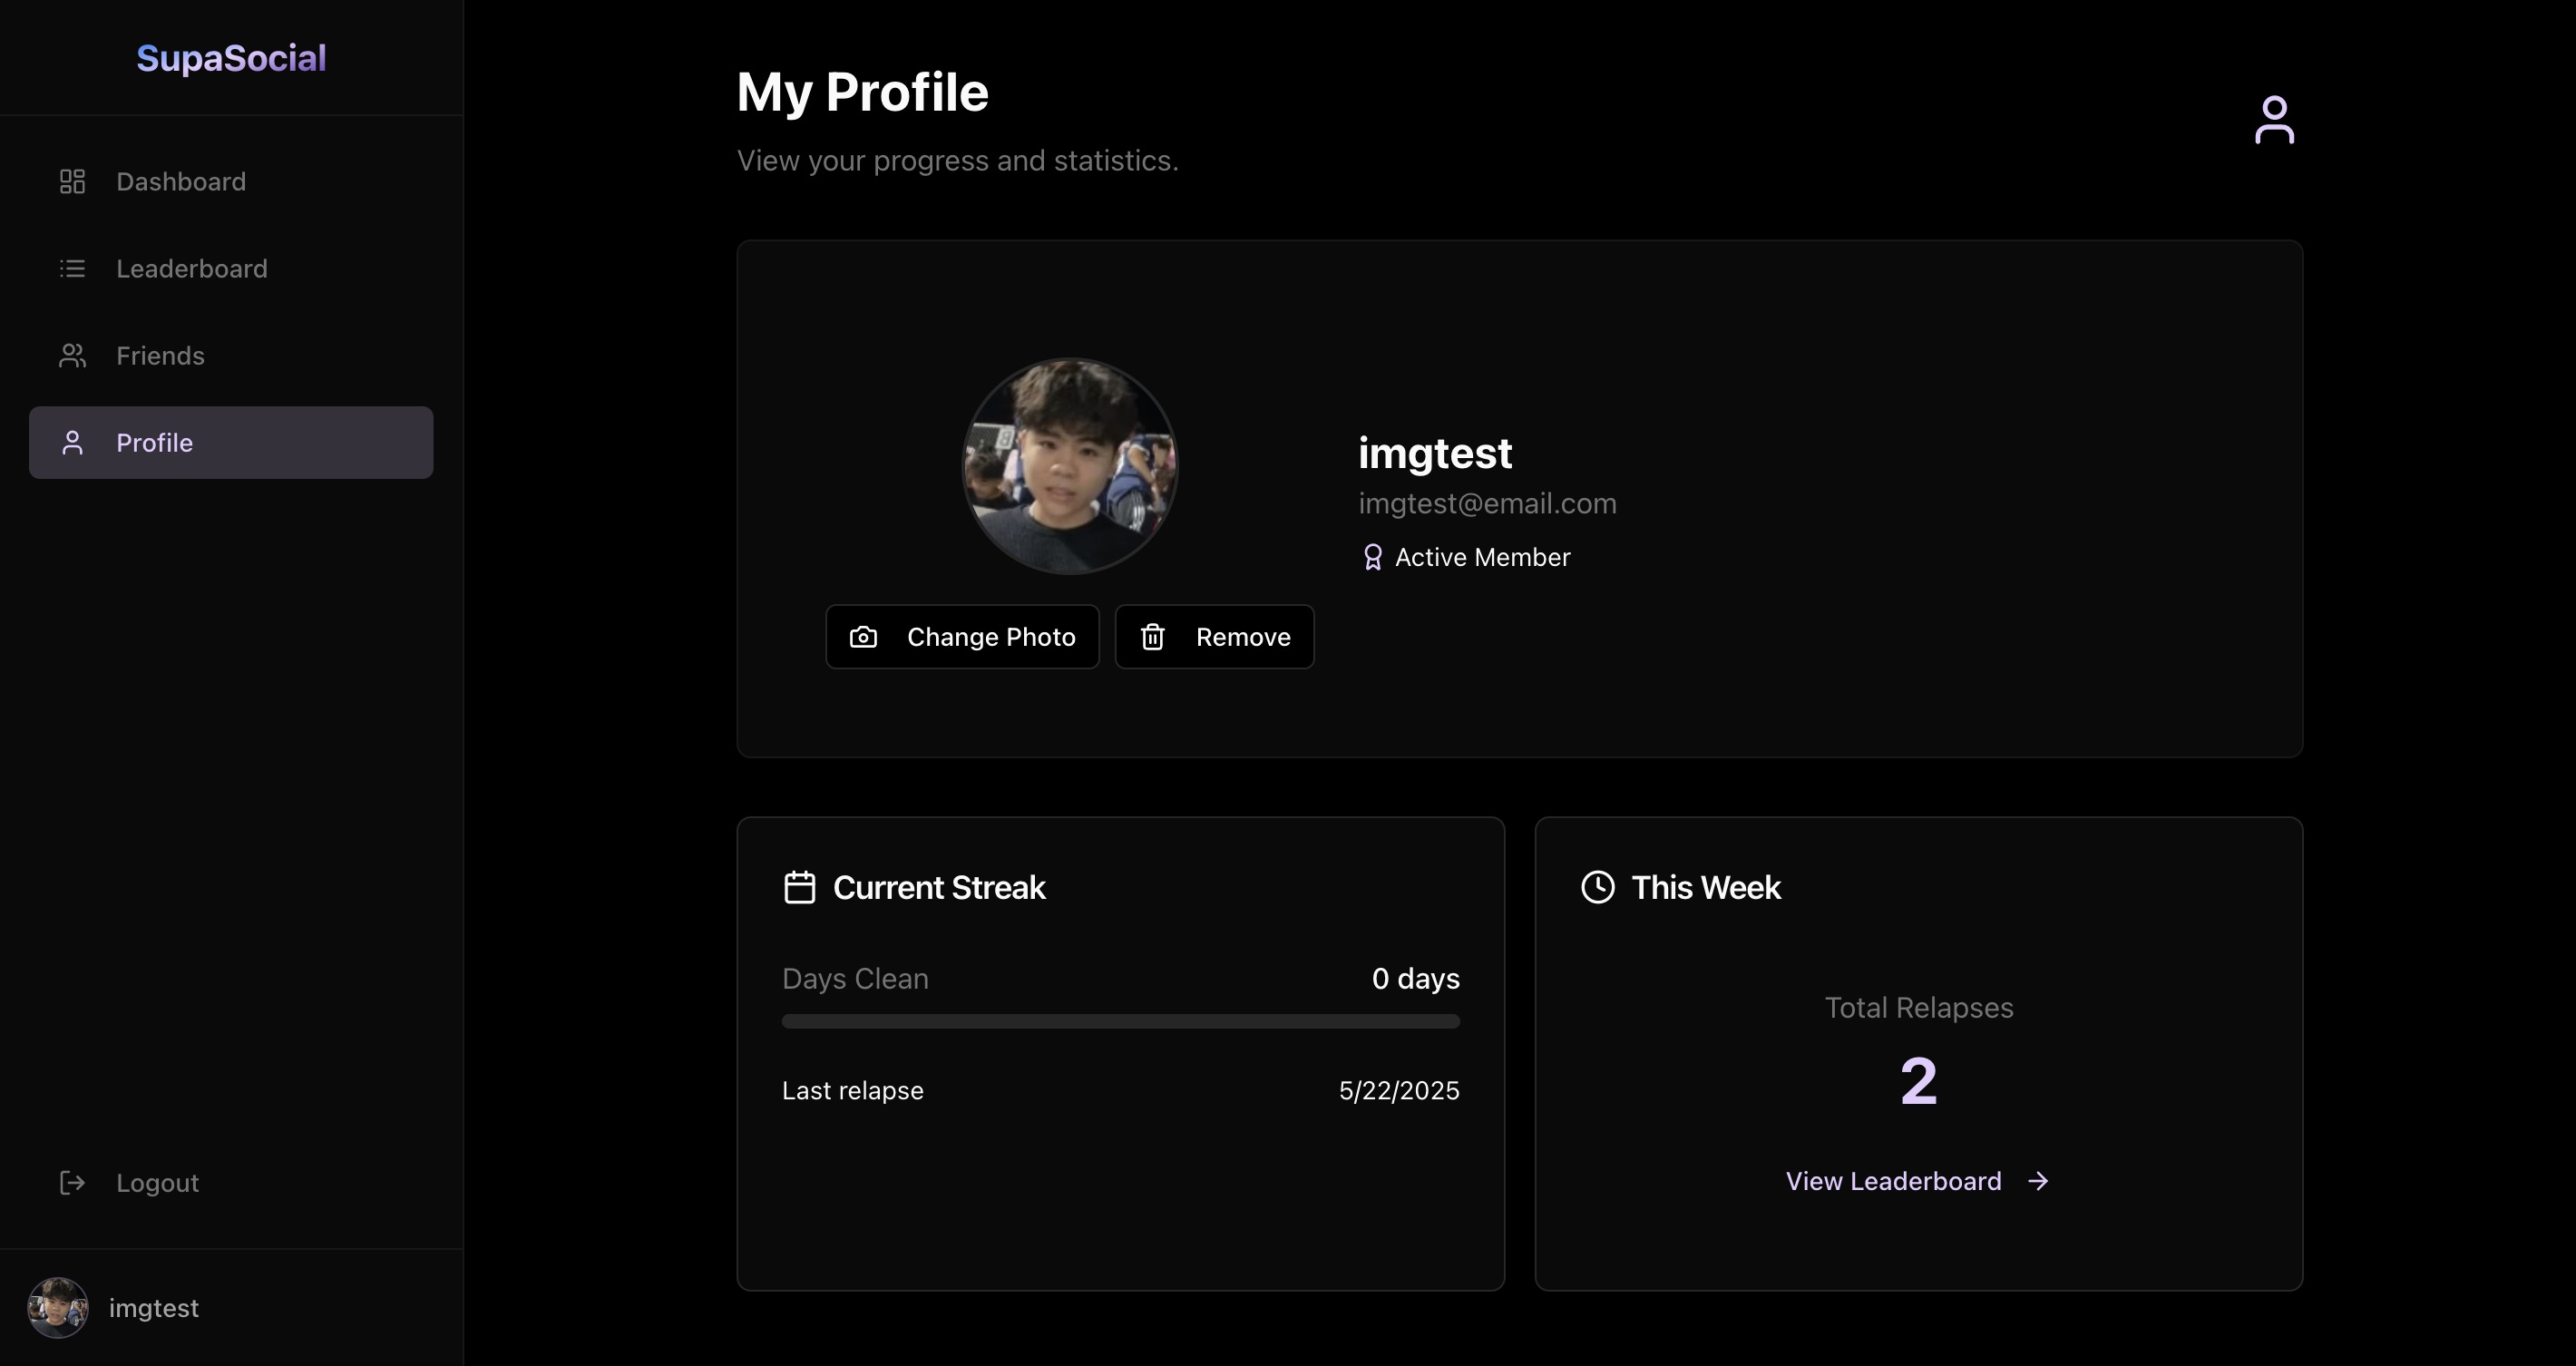 SupaSocial
Dashboard
Leaderboard
Friends
Profile
Logout
imgtest
My Profile
View your progress and statistics.
imgtest
imgtest@email.com
Active Member
Change Photo
Remove
Current Streak
Days Clean
0 days
Last relapse
5/22/2025
This Week
Total Relapses
2
View Leaderboard